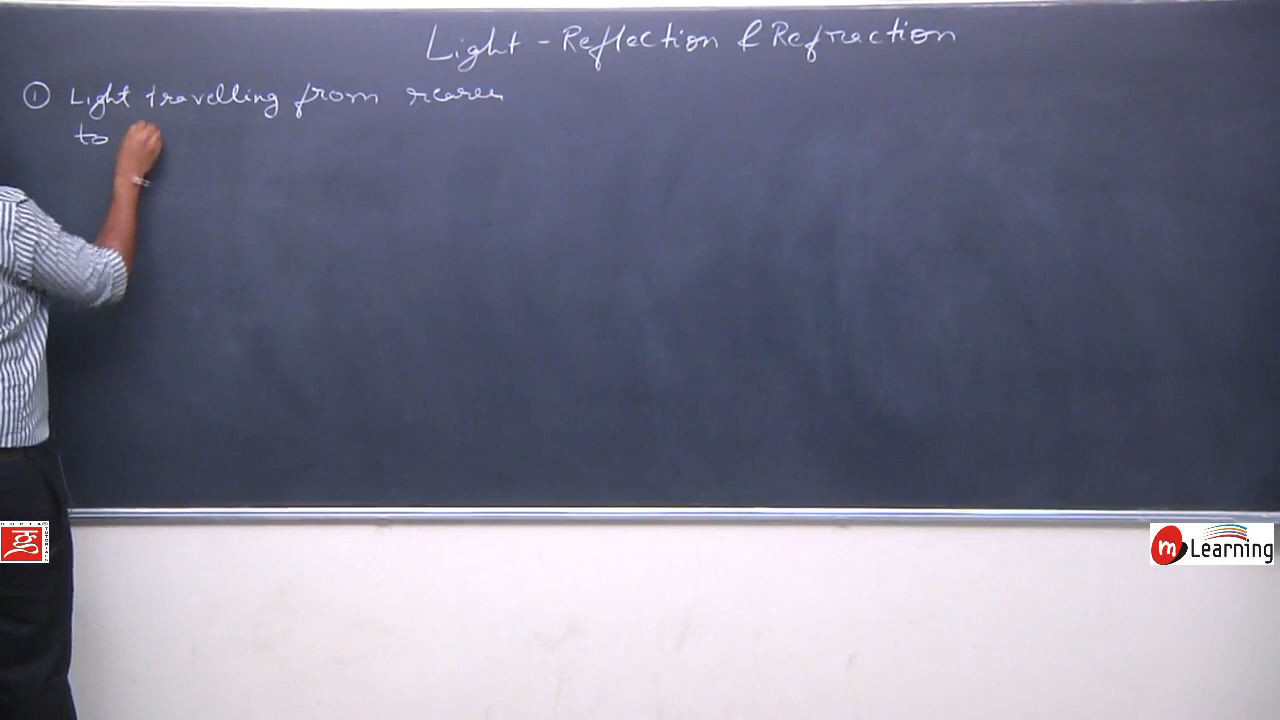 Light - Reflection & Refraction
① Light travelling from rarer
to
m Learning